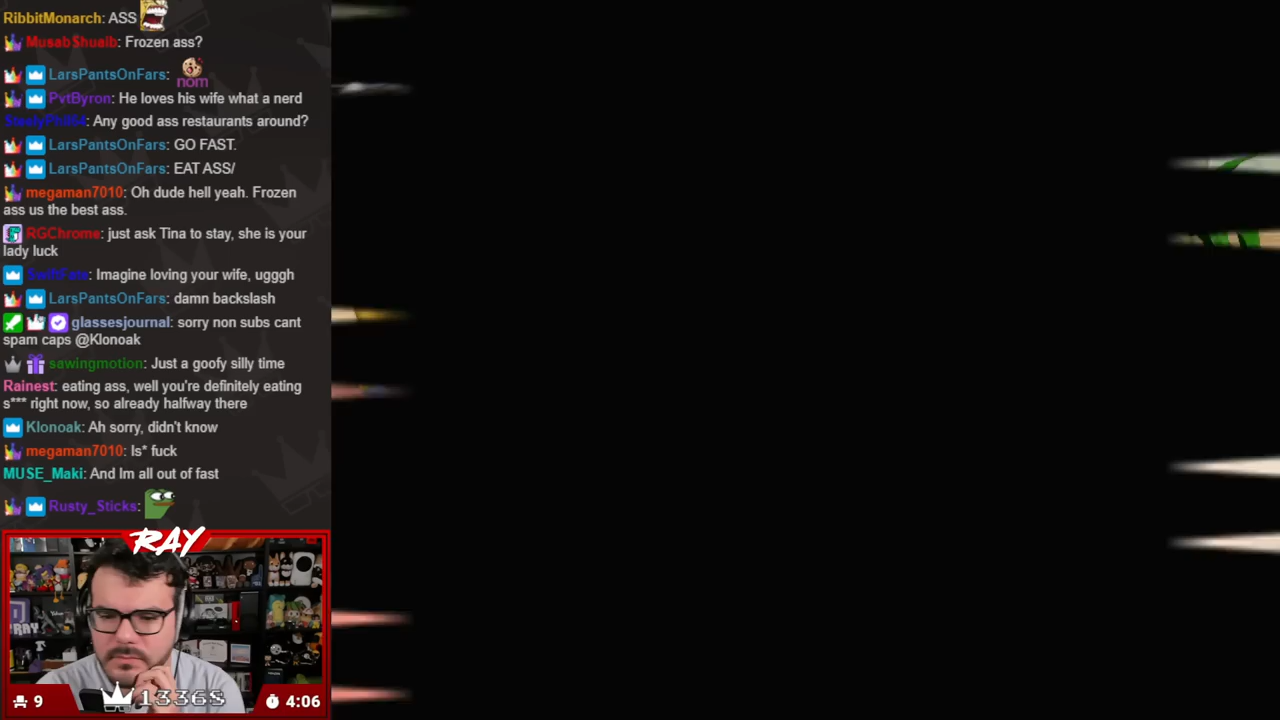 RibbitMonarch: ASS
MusabShuaib: Frozen ass?
LarsPantsOnFars: nom
PvtByron: He loves his wife what a nerd
SteelyPhil64: Any good ass restaurants around?
LarsPantsOnFars: GO FAST.
LarsPantsOnFars: EAT ASS/
megaman7010: Oh dude hell yeah. Frozen
ass us the best ass.
RGChrome: just ask Tina to stay, she is your
lady luck
SwiftFate: Imagine loving your wife, ugggh
LarsPantsOnFars: damn backslash
glassesjournal: sorry non subs cant
spam caps @Klonoak
sawingmotion: Just a goofy silly time
Rainest: eating ass, well you're definitely eating
s*** right now, so already halfway there
Klonoak: Ah sorry, didn't know
megaman7010: Is* fuck
MUSE_Maki: And Im all out of fast
Rusty_Sticks:
RAY
9
13368
4:06